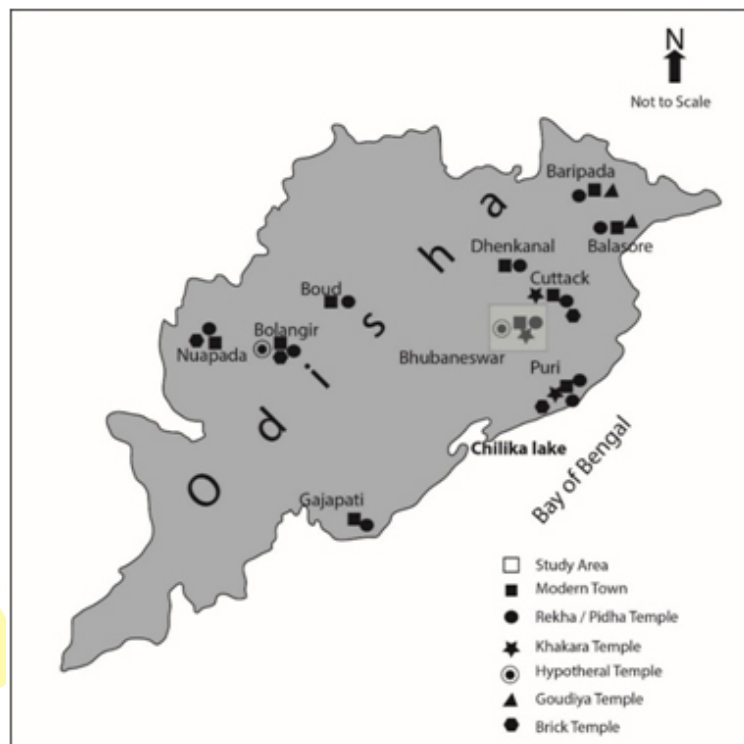 N
Not to Scale
Baripada
Balasore
Dhenkanal
Cuttack
Boud
Bolangir
Nuapada
Bhubaneswar
Puri
Odisha
Chilika lake
Bay of Bengal
Gajapati
Study Area
Modern Town
Rekha / Pidha Temple
Khakara Temple
Hypotheral Temple
Goudiya Temple
Brick Temple